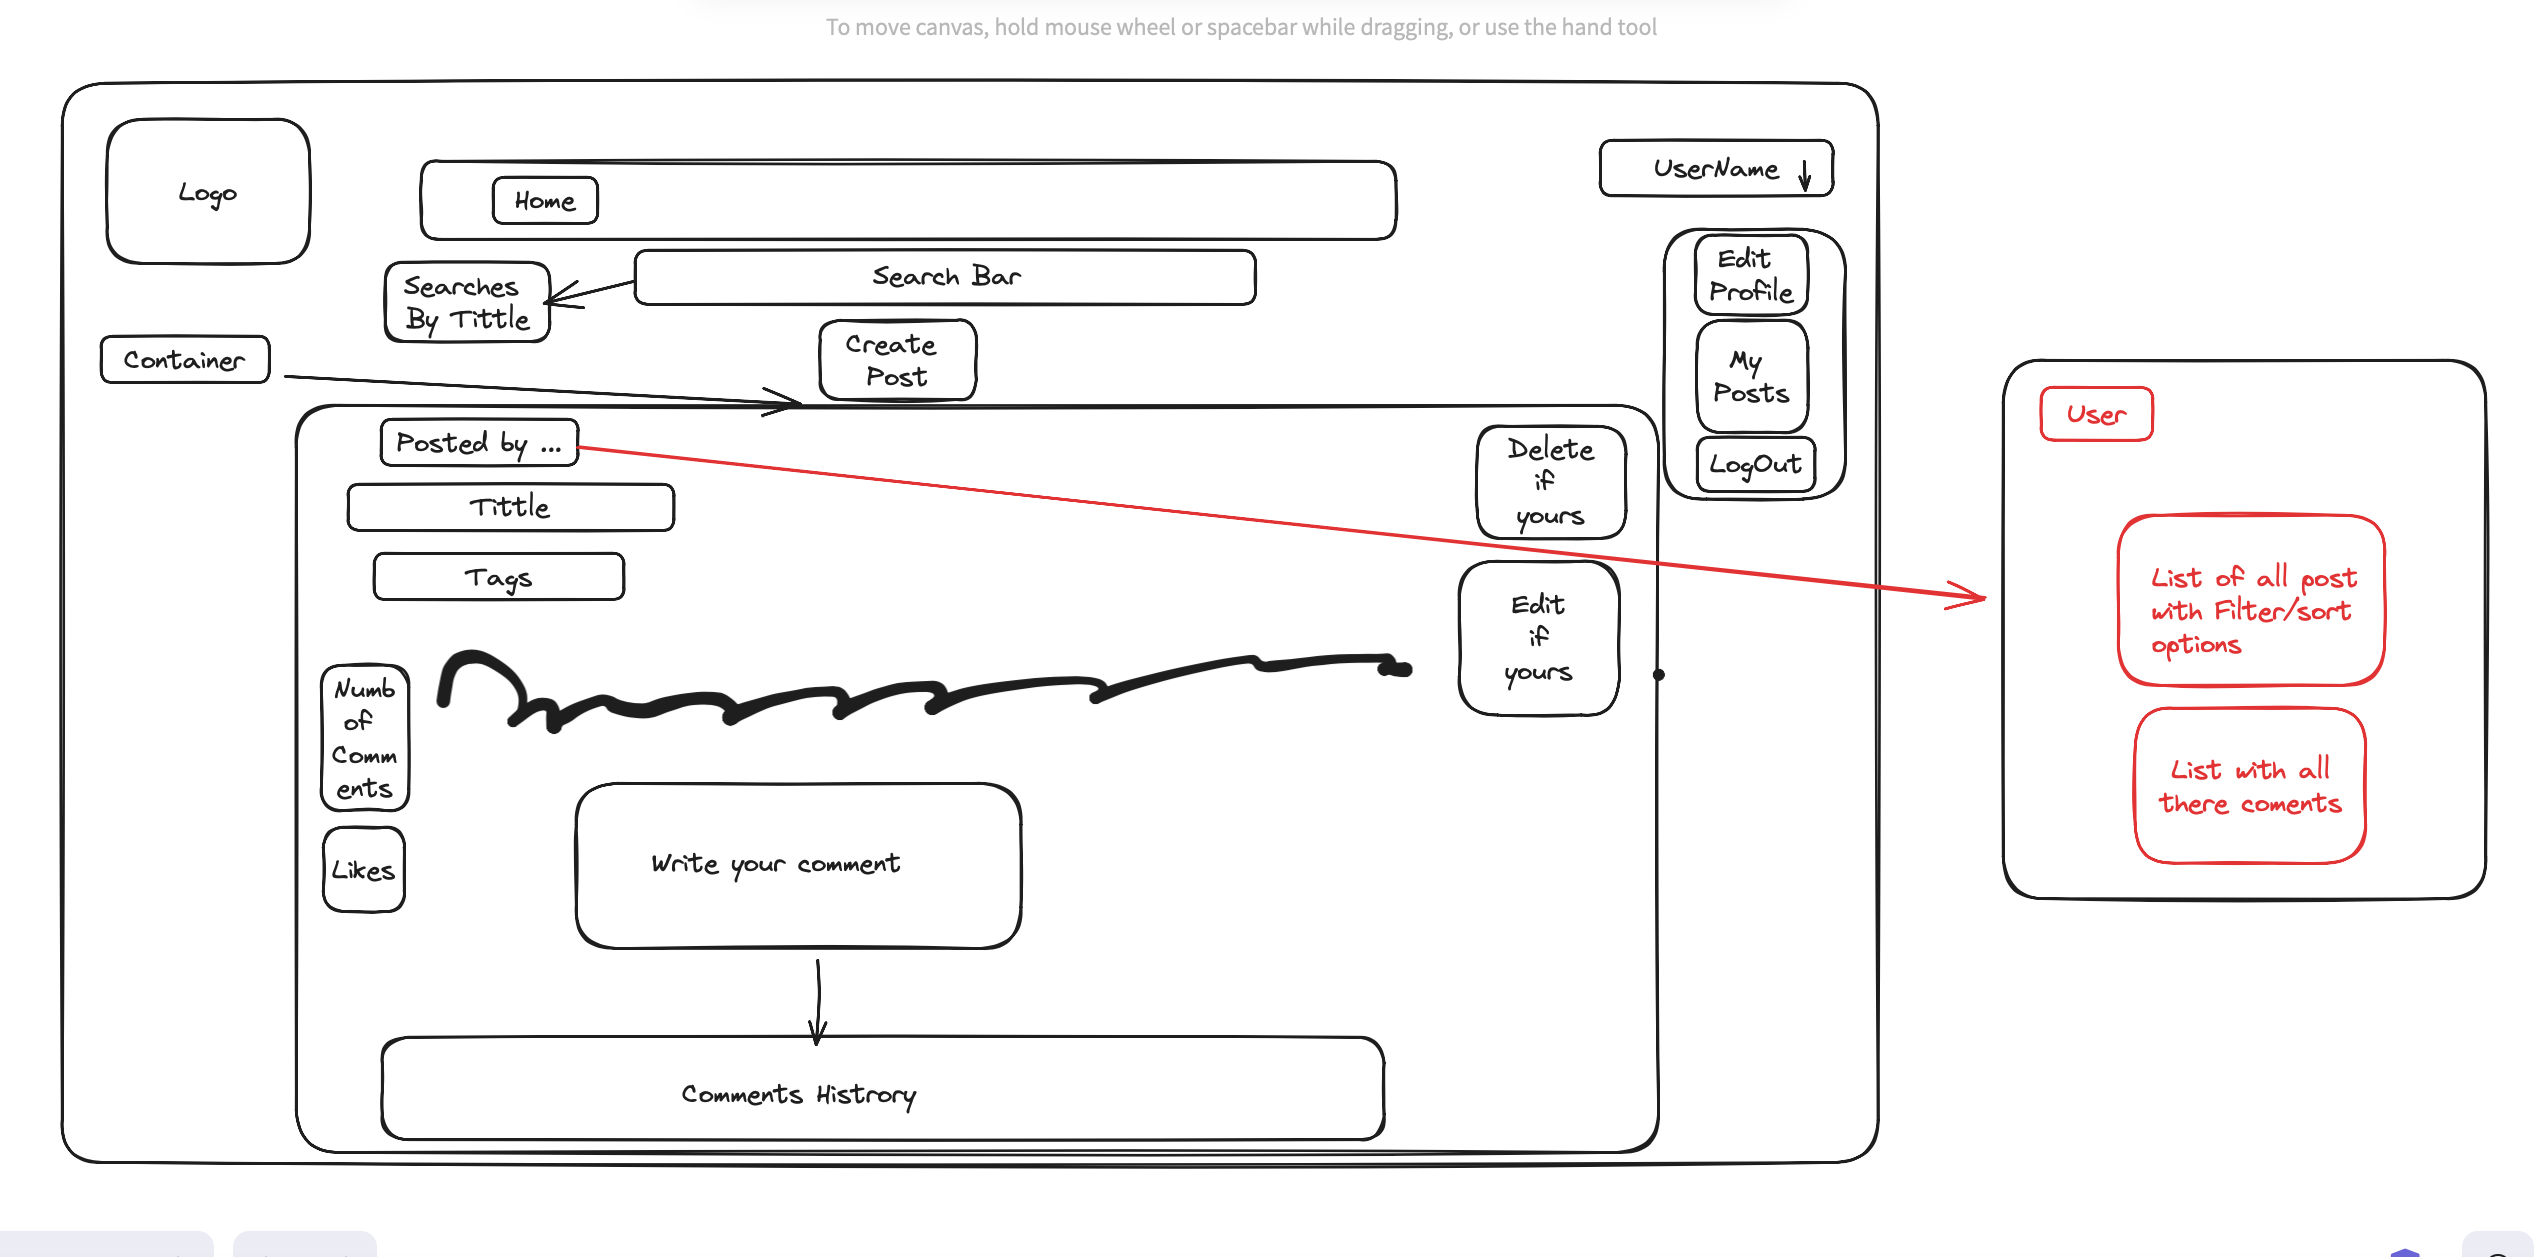 To move canvas, hold mouse wheel or spacebar while dragging, or use the hand tool
Logo
Home
UserName
Search Bar
Searches
By Tittle
Create
Post
Container
Edit
Profile
My
Posts
LogOut
Posted by ...
Tittle
Tags
Delete
if
yours
Edit
if
yours
Numb
of
Comm
ents
Likes
Write your comment
Comments Histrory
User
List of all post
with Filter/sort
options
List with all
there coments